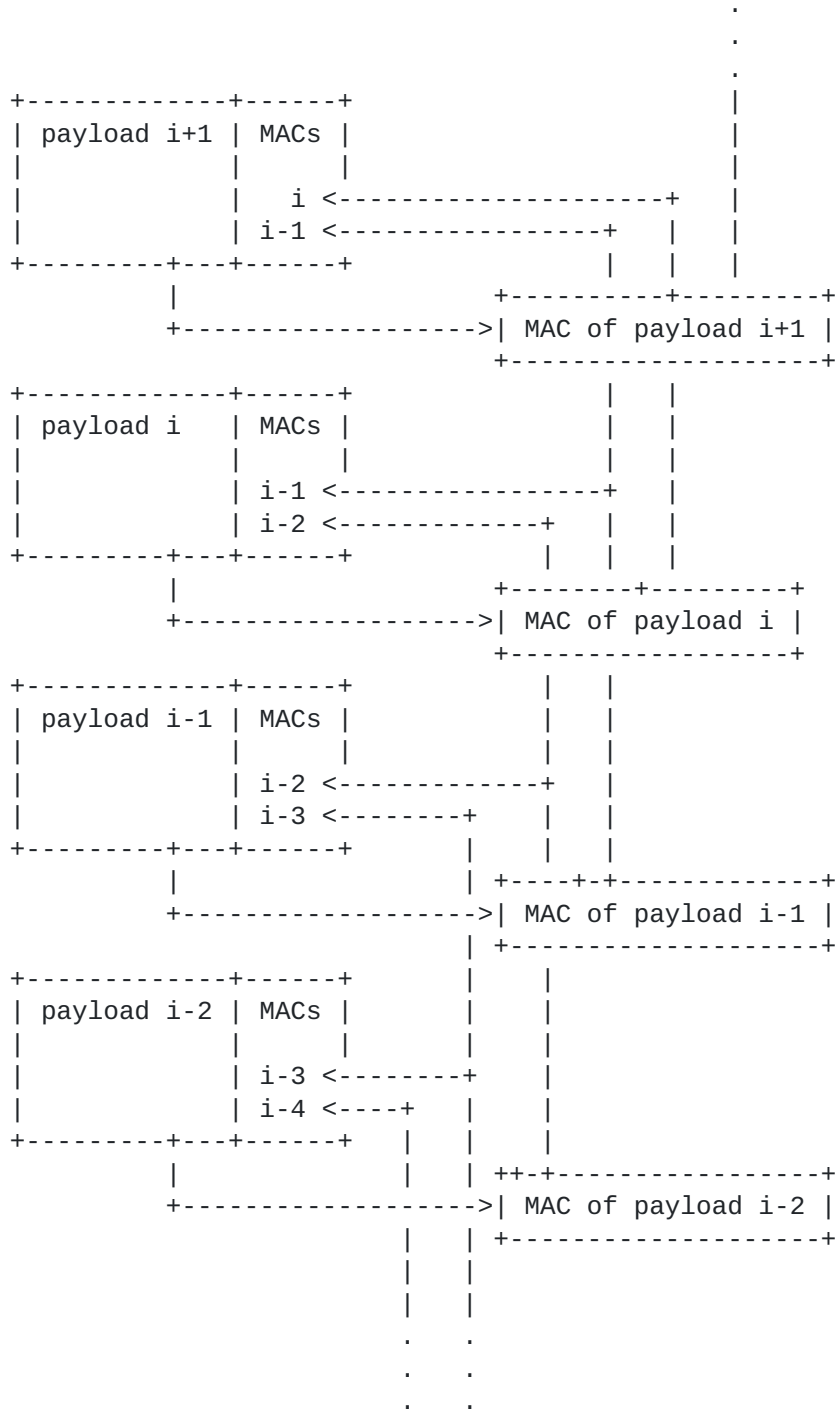 payload i+1 MACs
i
i-1
MAC of payload i+1
payload i MACs
i-1
i-2
MAC of payload i
payload i-1 MACs
i-2
i-3
MAC of payload i-1
payload i-2 MACs
i-3
i-4
MAC of payload i-2